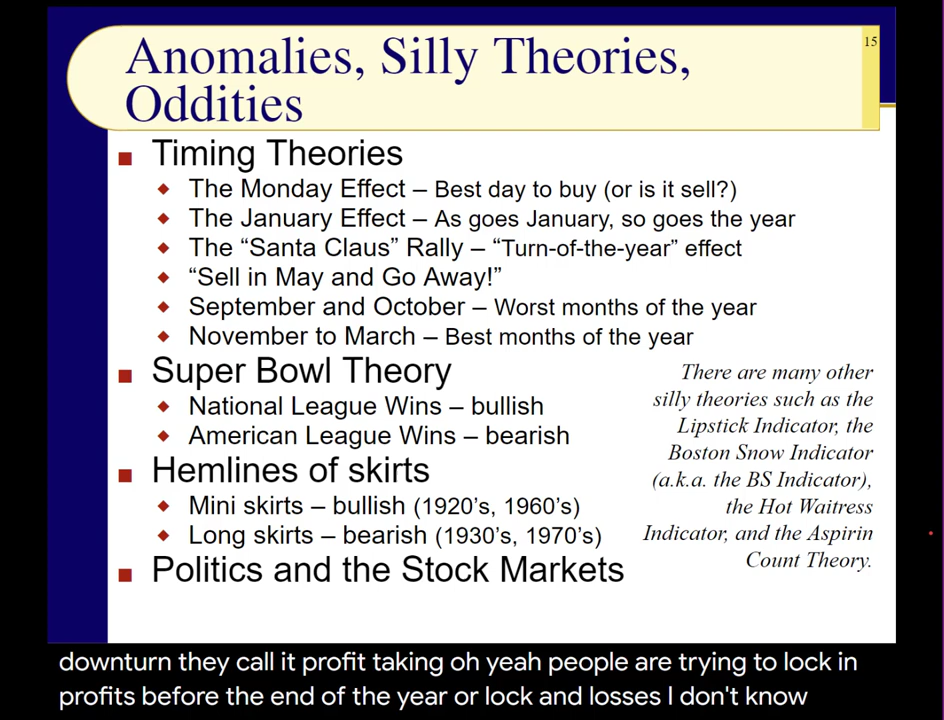 Anomalies, Silly Theories,
Oddities
15
Timing Theories
The Monday Effect – Best day to buy (or is it sell?)
The January Effect – As goes January, so goes the year
The “Santa Claus” Rally – “Turn-of-the-year” effect
“Sell in May and Go Away!”
September and October – Worst months of the year
November to March – Best months of the year
Super Bowl Theory
National League Wins – bullish
American League Wins – bearish
Hemlines of skirts
Mini skirts – bullish (1920’s, 1960’s)
Long skirts – bearish (1930’s, 1970’s)
Politics and the Stock Markets
There are many other
silly theories such as the
Lipstick Indicator, the
Boston Snow Indicator
(a.k.a. the BS Indicator),
the Hot Waitress
Indicator, and the Aspirin
Count Theory.
downturn they call it profit taking oh yeah people are trying to lock in
profits before the end of the year or lock and losses I don't know